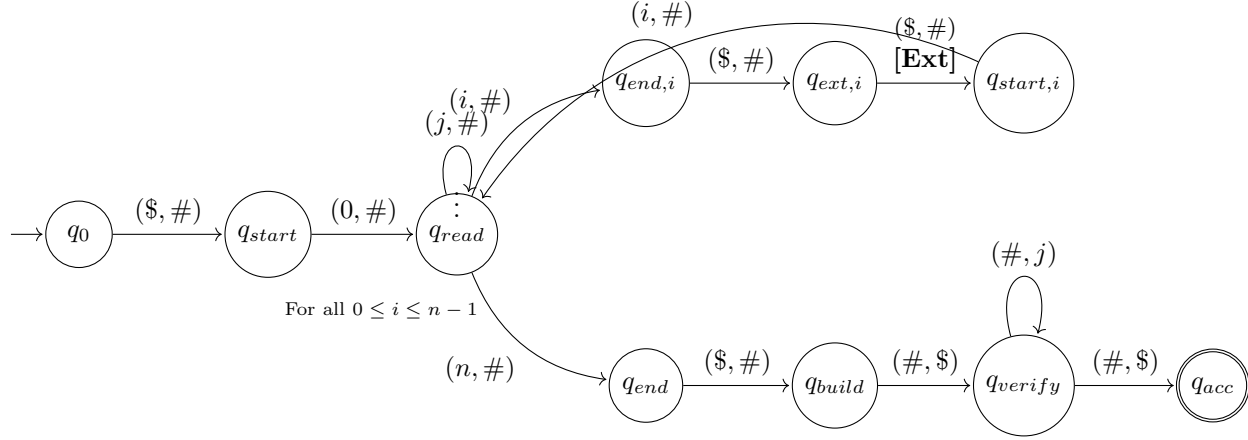 (i, #)
($, #)
[Ext]
($, #)
q_{end,i}
q_{ext,i}
q_{start,i}
(i, #)
(j, #)
($, #)
(0, #)
⋮
q_0
q_{start}
q_{read}
(#, j)
For all 0 ≤ i ≤ n − 1
(n, #)
($, #)
(#, $)
(#, $)
q_{end}
q_{build}
q_{verify}
q_{acc}